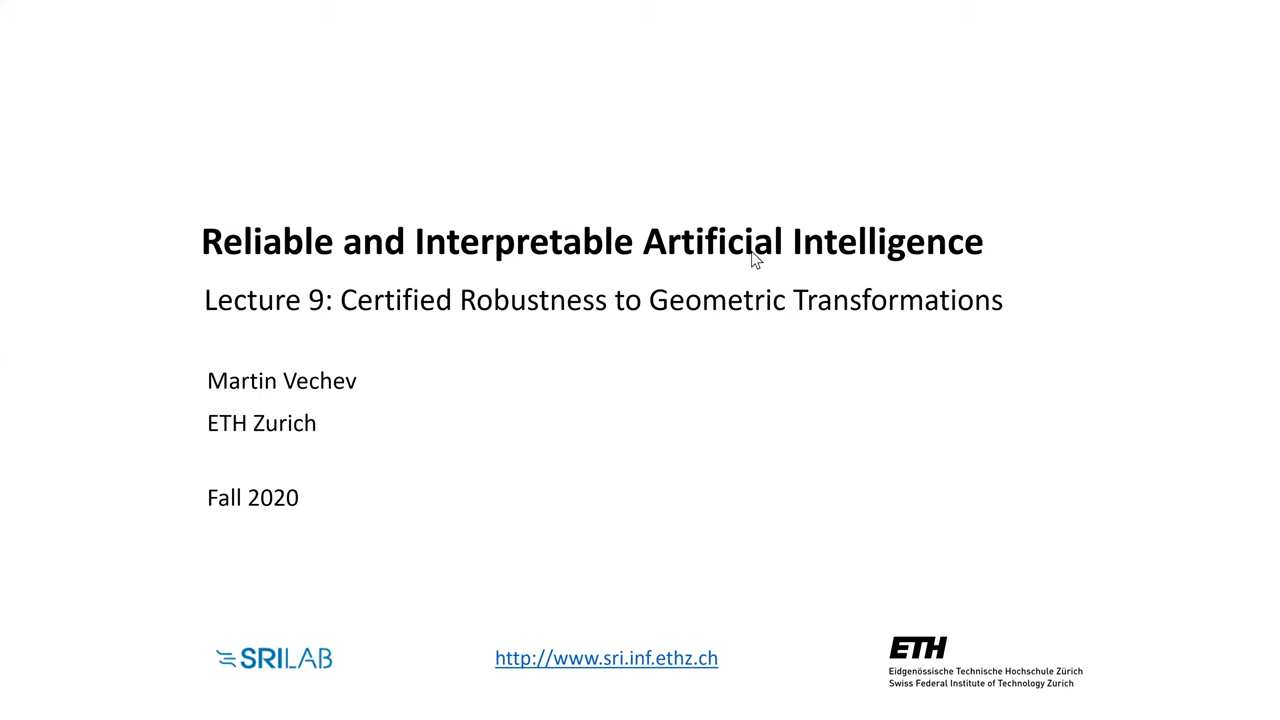 Reliable and Interpretable Artificial Intelligence
Lecture 9: Certified Robustness to Geometric Transformations
Martin Vechev
ETH Zurich
Fall 2020
SRILAB
http://www.sri.inf.ethz.ch
ETH
Eidgenössische Technische Hochschule Zürich
Swiss Federal Institute of Technology Zurich